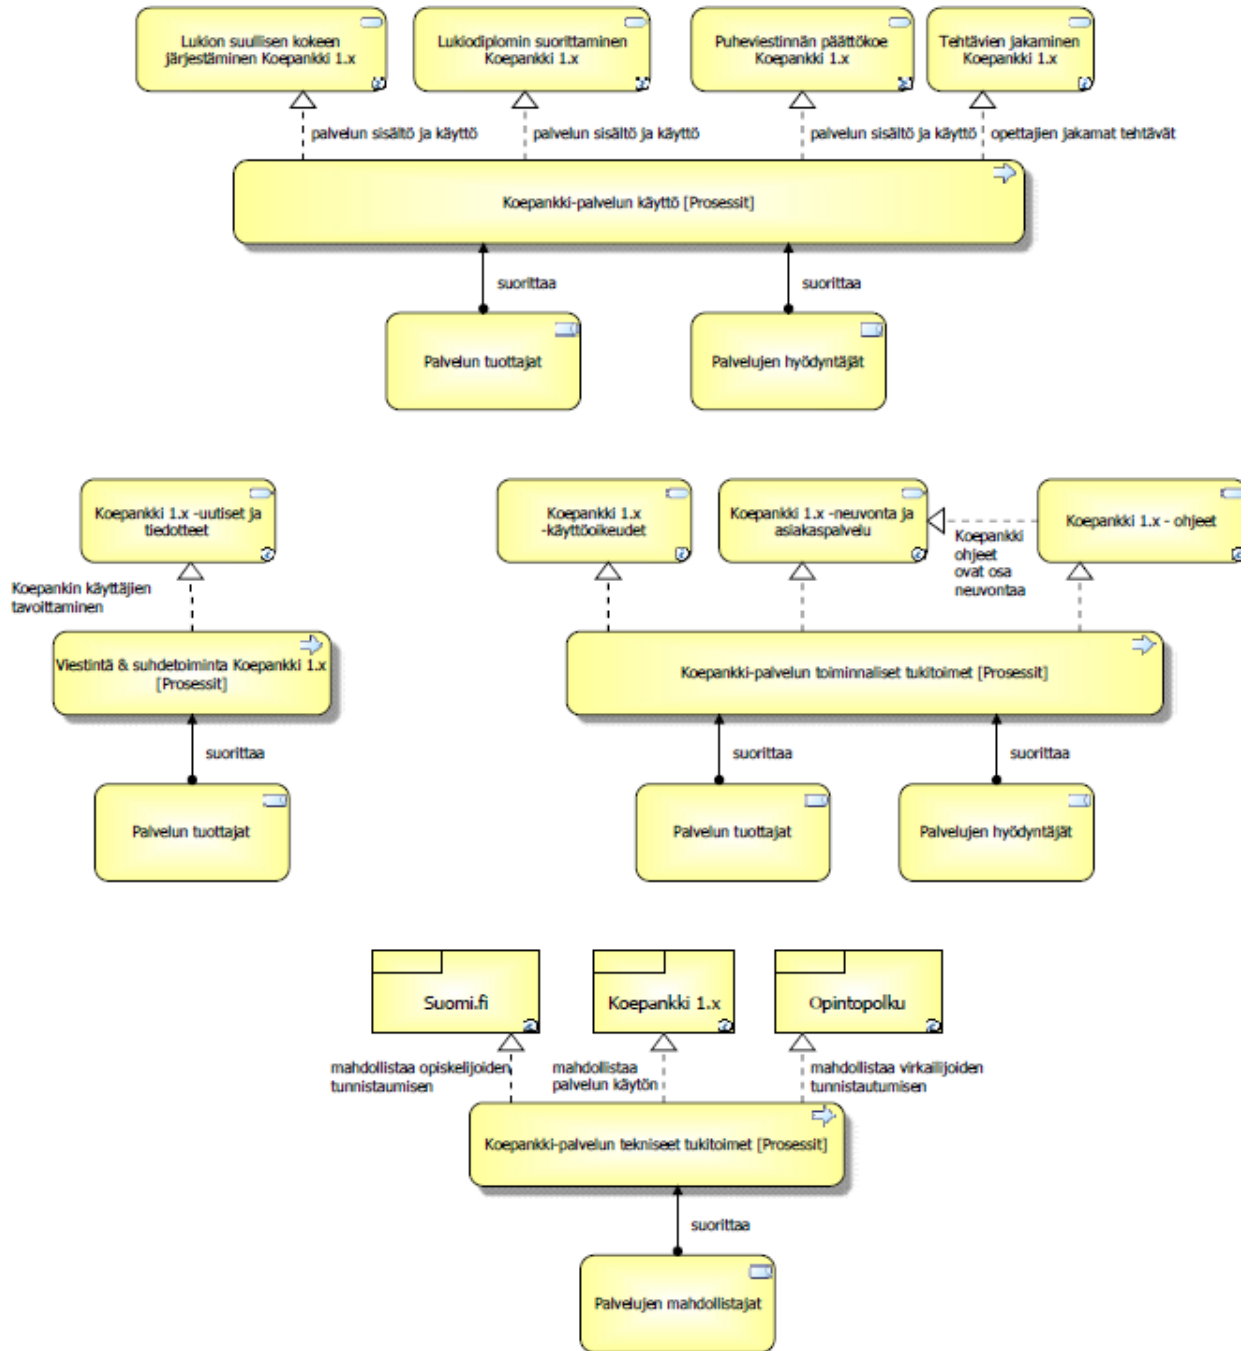 Lukion suullisen kokeen
järjestäminen Koepankki 1.x
Lukiodiplomin suorittaminen
Koepankki 1.x
Puheviestinnän päättökoe
Koepankki 1.x
Tehtävien jakaminen
Koepankki 1.x
palvelun sisältö ja käyttö
palvelun sisältö ja käyttö
palvelun sisältö ja käyttö
opettajien jakamat tehtävät
Koepankki-palvelun käyttö [Prosessit]
suorittaa
suorittaa
Palvelun tuottajat
Palvelujen hyödyntäjät
Koepankki 1.x -uutiset ja
tiedotteet
Koepankki 1.x
-käyttöoikeudet
Koepankki 1.x -neuvonta ja
asiakaspalvelu
Koepankki 1.x - ohjeet
Koepankki
ohjeet
ovat osa
neuvontaa
Koepankin käyttäjien
tavoittaminen
Viestintä & suhdetoiminta Koepankki 1.x
[Prosessit]
Koepankki-palvelun toiminnaliset tukitoimet [Prosessit]
suorittaa
suorittaa
suorittaa
Palvelun tuottajat
Palvelun tuottajat
Palvelujen hyödyntäjät
Suomi.fi
Koepankki 1.x
Opintopolku
mahdollistaa opiskelijoiden
tunnistaumisen
mahdollistaa
palvelun käytön
mahdollistaa virkailijoiden
tunnistautumisen
Koepankki-palvelun tekniseet tukitoimet [Prosessit]
suorittaa
Palvelujen mahdollistajat